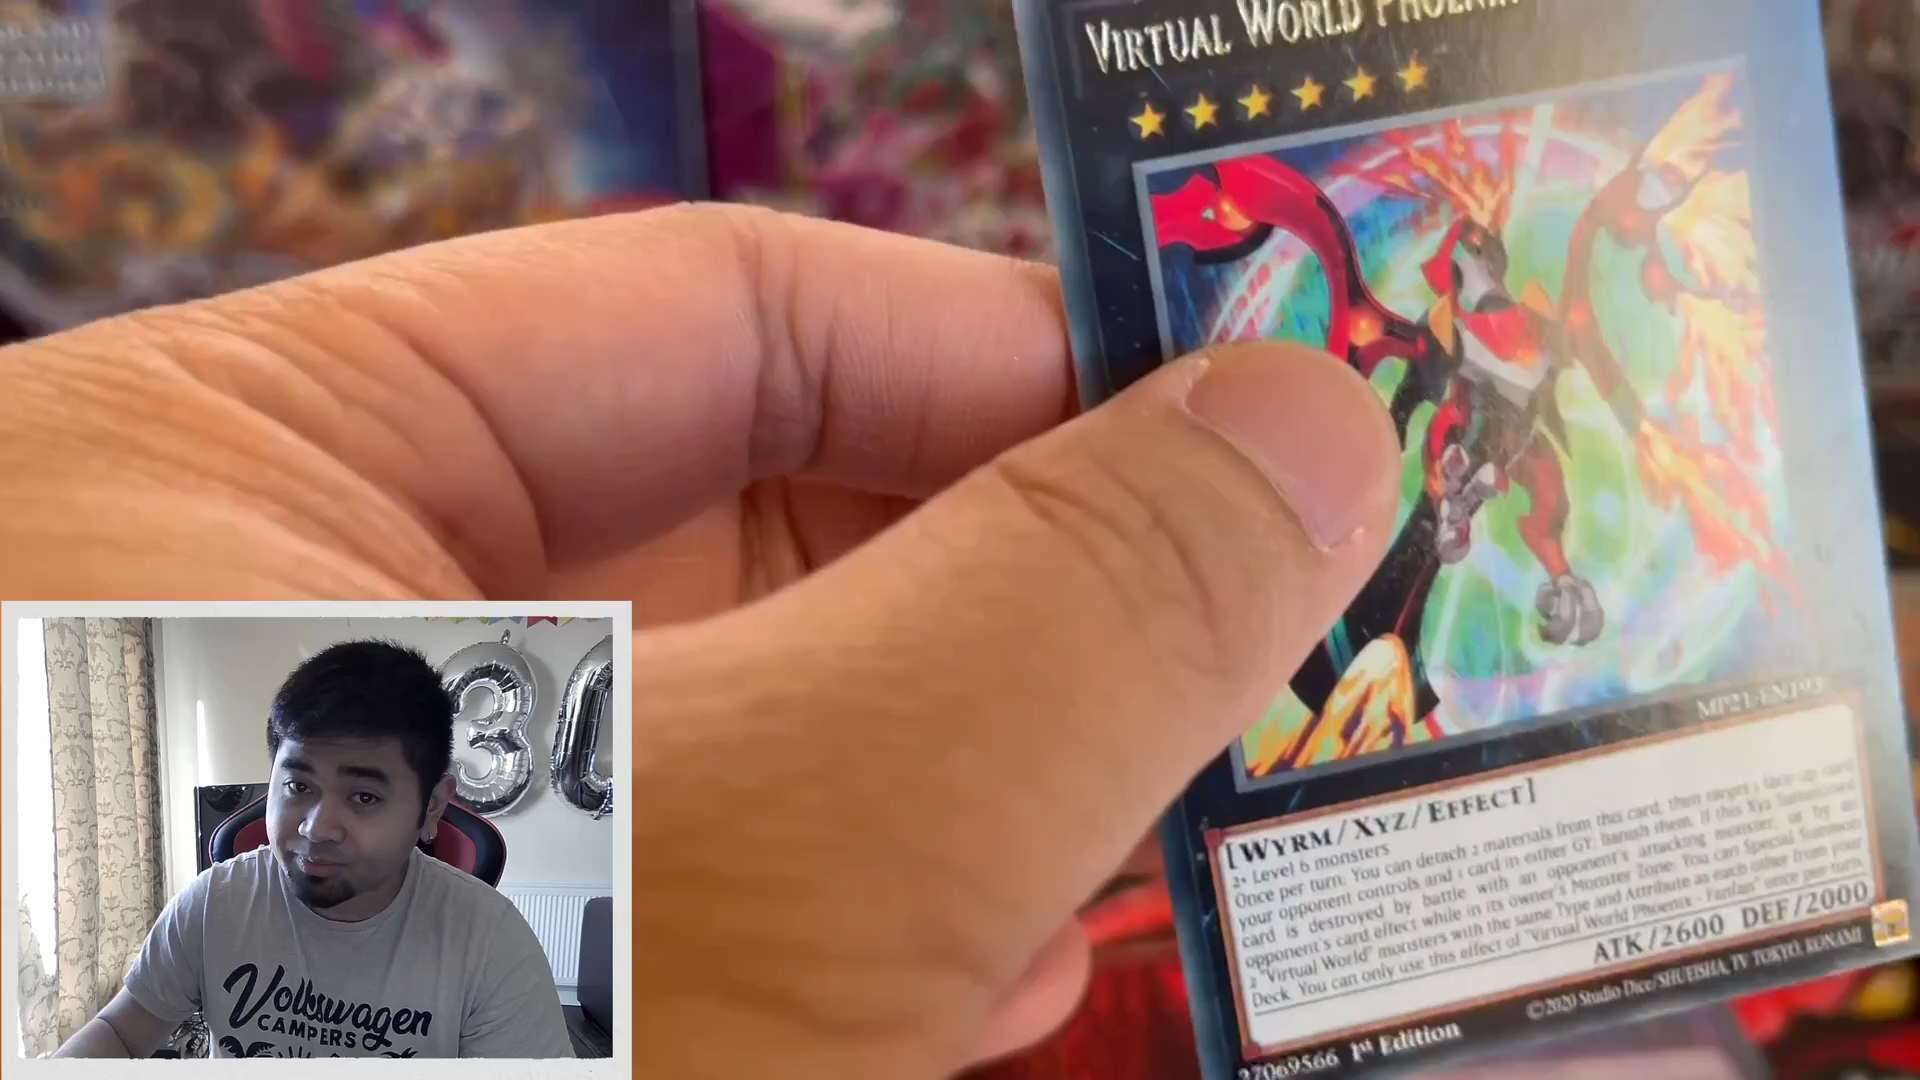 VIRTUAL WORLD PHOENIX
MP21-EN193
[WYRM/XYZ/EFFECT]
2+ Level 6 monsters
Once per turn: You can detach 2 materials from this card, then target 1 face-up card
your opponent controls and 1 card in either GY; banish them. If this Xyz Summoned
card is destroyed by battle with an opponent's attacking monster, or by an
opponent's card effect while in its owner's Monster Zone: You can Special Summon
2 "Virtual World" monsters with the same Type and Attribute as each other from your
Deck. You can only use this effect of "Virtual World Phoenix - Fanfan" once per turn.
ATK/2600 DEF/2000
©2020 Studio Dice/SHUEISHA, TV TOKYO, KONAMI
37069566 1st Edition
30
Volkswagen
CAMPERS